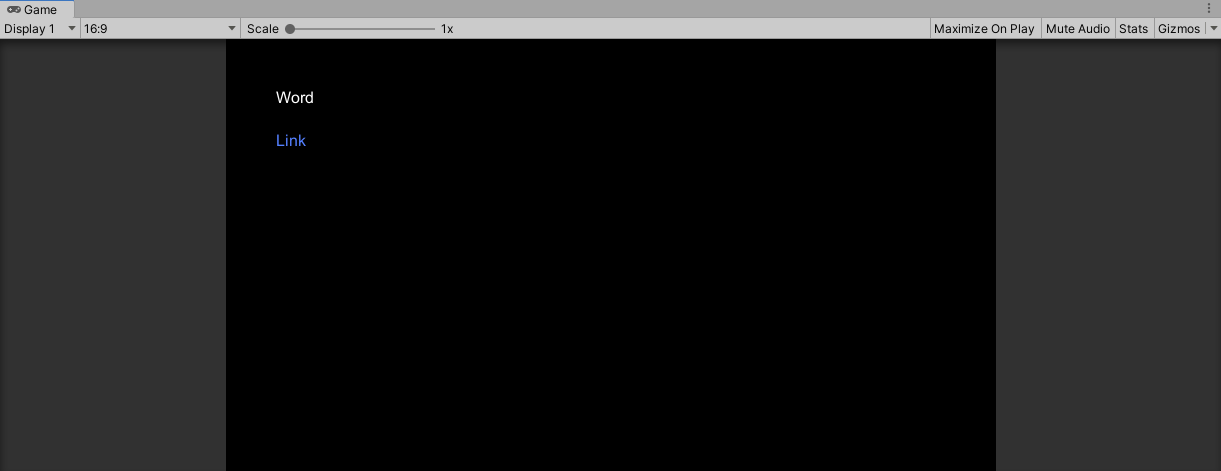 Game
Display 1 16:9 Scale 1x Maximize On Play Mute Audio Stats Gizmos
Word
Link